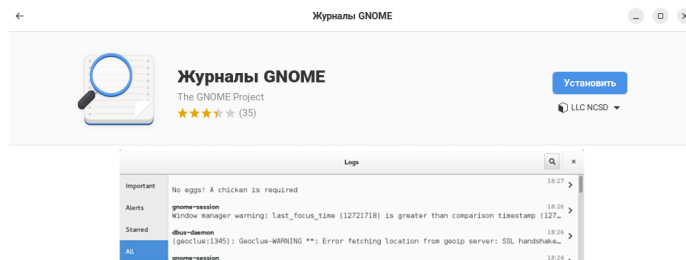 Журналы GNOME
Журналы GNOME
The GNOME Project
(35)
Установить
LLC NCSD
Logs
Important
18:27
No eggs! A chicken is required
Alerts
gnome-session
18:26
Window manager warning: last_focus_time (12721718) is greater than comparison timestamp (127…
Starred
dbus-daemon
18:26
(geoclue:1345): Geoclue-WARNING **: Error fetching location from geoip server: SSL handshake…
All
gnome-session
18:24